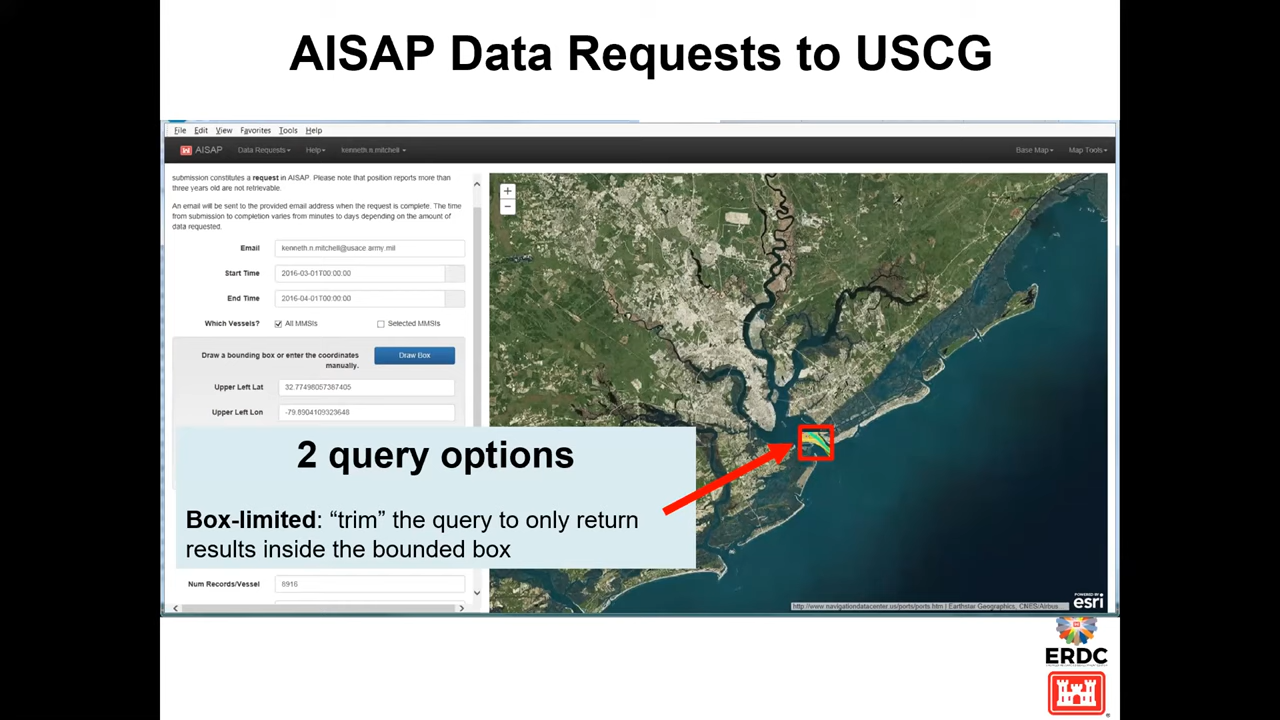 AISAP Data Requests to USCG
File Edit View Favorites Tools Help
AISAP Data Requests Help kenneth.n.mitchell Base Map Map Tools
submission constitutes a request in AISAP. Please note that position reports more than
three years old are not retrievable.
An email will be sent to the provided email address when the request is complete. The time
from submission to completion varies from minutes to days depending on the amount of
data requested.
Email kenneth.n.mitchell@usace.army.mil
Start Time 2016-03-01T00:00:00
End Time 2016-04-01T00:00:00
Which Vessels? All MMSIs Selected MMSIs
Draw a bounding box or enter the coordinates
manually.
Draw Box
Upper Left Lat 32.77498057387405
Upper Left Lon -79.8904109323648
2 query options
Box-limited: “trim” the query to only return
results inside the bounded box
Num Records/Vessel 8916
+
−
http://www.navigationdatacenter.us/ports/ports.htm | Earthstar Geographics, CNES/Airbus
POWERED BY
esri
ERDC